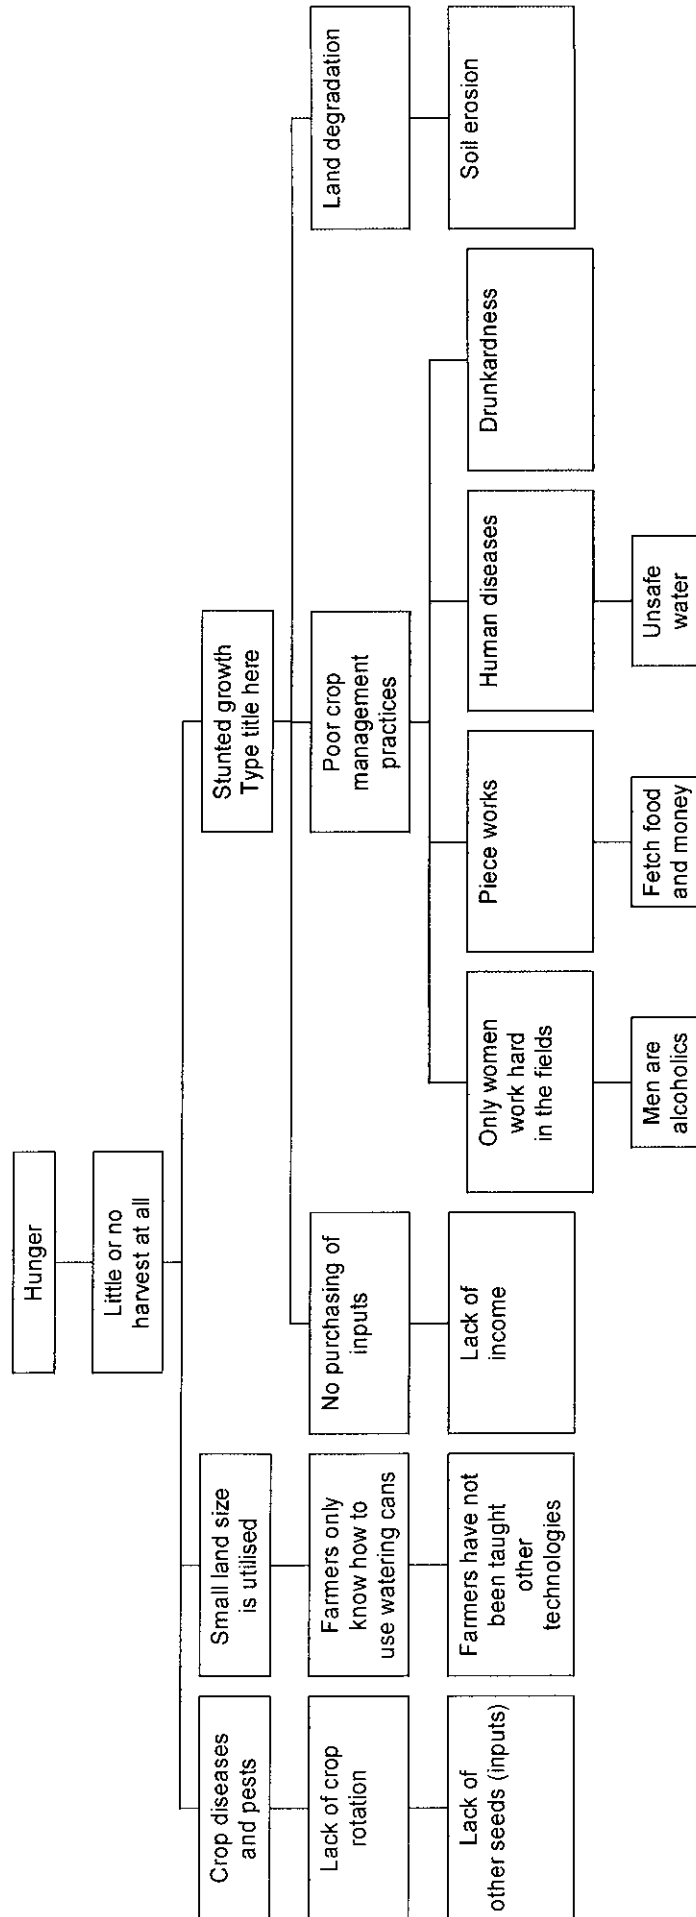 Hunger
Little or no
harvest at all
Crop diseases
and pests
Small land size
is utilised
Stunted growth
Type title here
Lack of crop
rotation
Farmers only
know how to
use watering cans
No purchasing of
inputs
Poor crop
management
practices
Land degradation
Lack of
other seeds (inputs)
Farmers have not
been taught
other
technologies
Lack of
income
Only women
work hard
in the fields
Piece works
Human diseases
Drunkardness
Soil erosion
Men are
alcoholics
Fetch food
and money
Unsafe
water